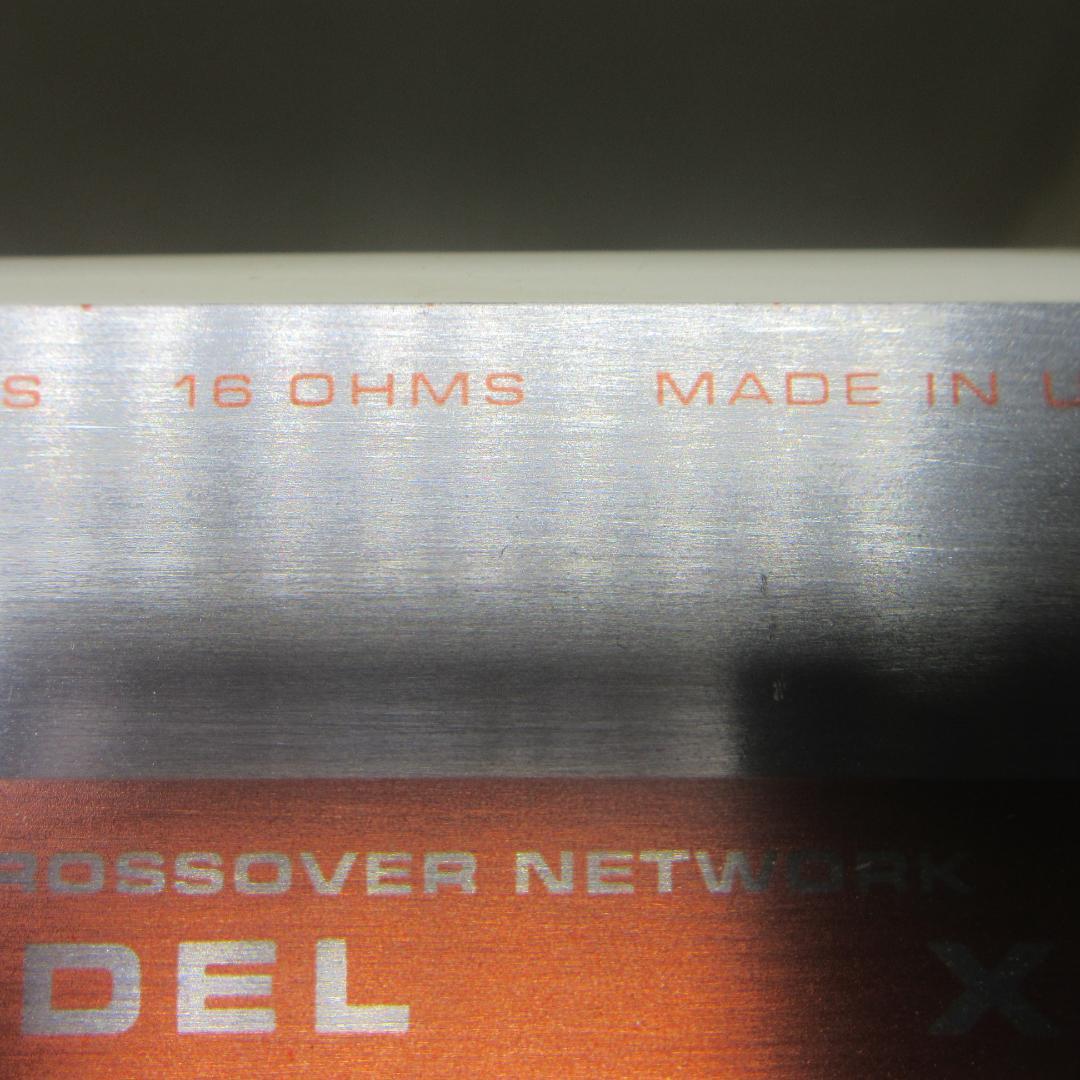 S 16 OHMS MADE IN U
ROSSOVER NETWORK
DEL X